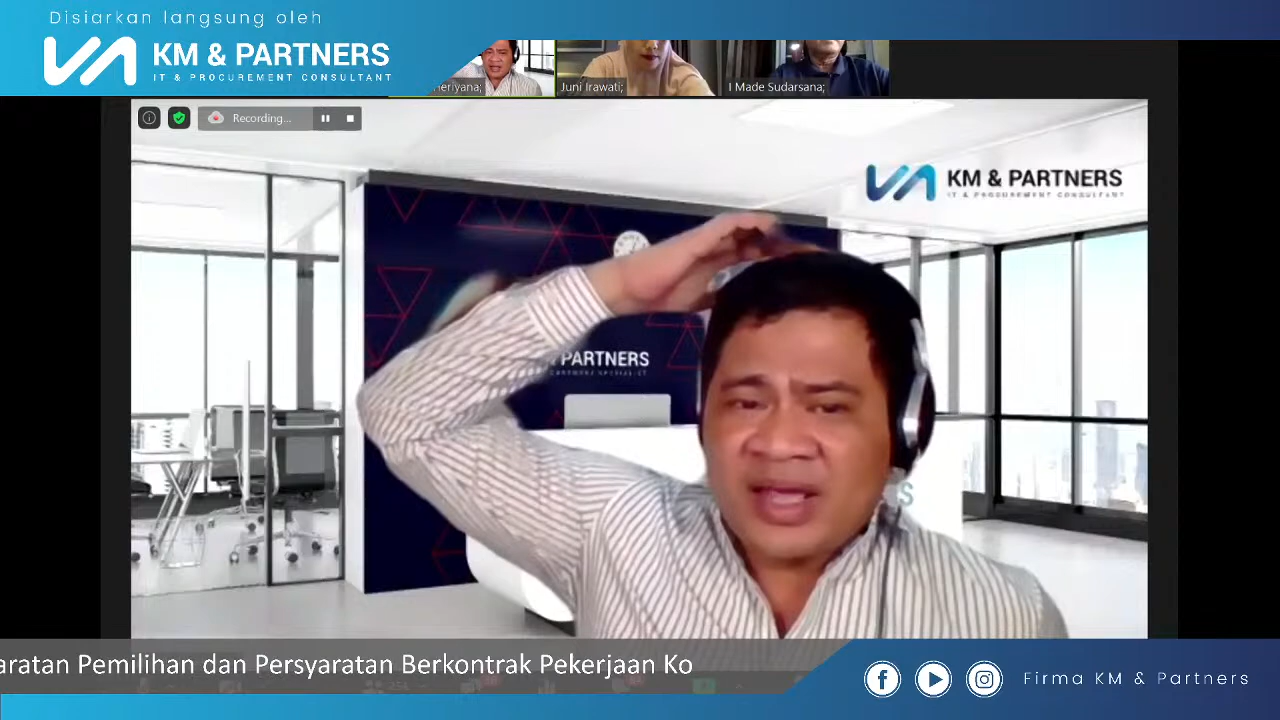 Disiarkan langsung oleh
KM & PARTNERS
IT & PROCUREMENT CONSULTANT
Juni Irawati;
I Made Sudarsana;
Recording...
KM & PARTNERS
IT & PROCUREMENT CONSULTANT
PARTNERS
aratan Pemilihan dan Persyaratan Berkontrak Pekerjaan Ko
Firma KM & Partners